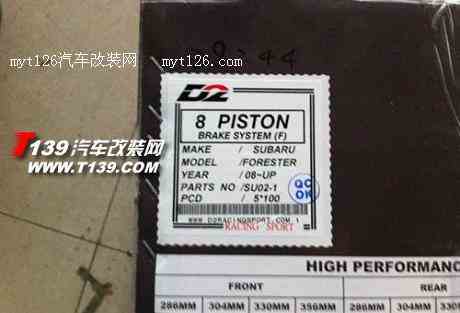 myt126汽车改装网 myt126.com
D2
8 PISTON
BRAKE SYSTEM (F)
MAKE / SUBARU
MODEL /FORESTER
YEAR /08-UP
PARTS NO /SU02-1
PCD / 5*100
QC
OK
WWW.D2RACINGSPORT.COM
RACING SPORT
T139汽车改装网
www.T139.com
HIGH PERFORMANC
FRONT REAR
286MM 304MM 330MM 356MM 286MM 304MM 330M